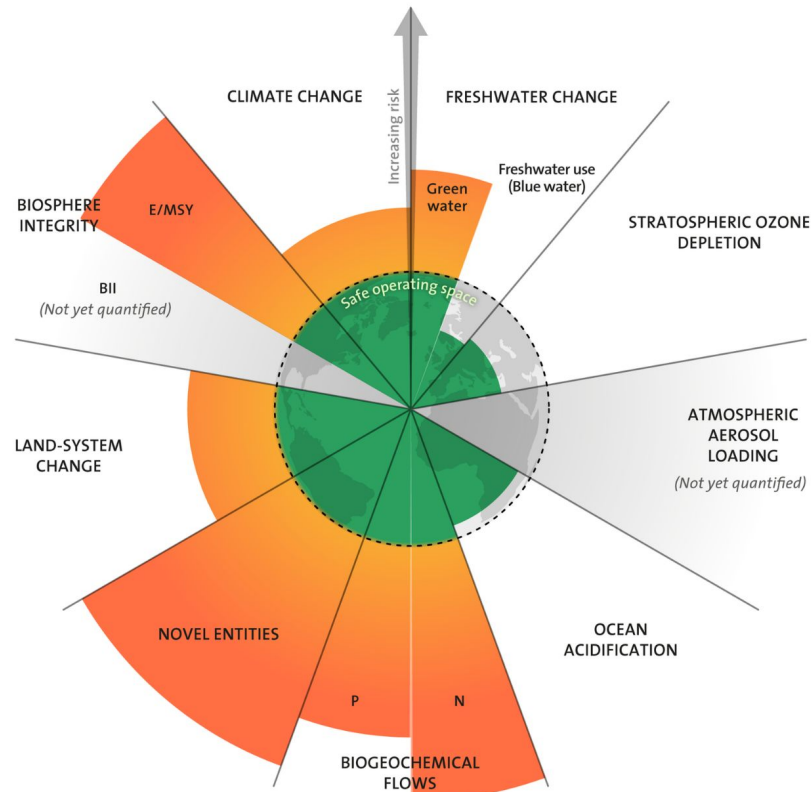 CLIMATE CHANGE
FRESHWATER CHANGE
Increasing risk
Freshwater use
(Blue water)
Green
water
E/MSY
BIOSPHERE
INTEGRITY
STRATOSPHERIC OZONE
DEPLETION
BII
(Not yet quantified)
Safe operating space
LAND-SYSTEM
CHANGE
ATMOSPHERIC
AEROSOL
LOADING
(Not yet quantified)
NOVEL ENTITIES
OCEAN
ACIDIFICATION
P
N
BIOGEOCHEMICAL
FLOWS